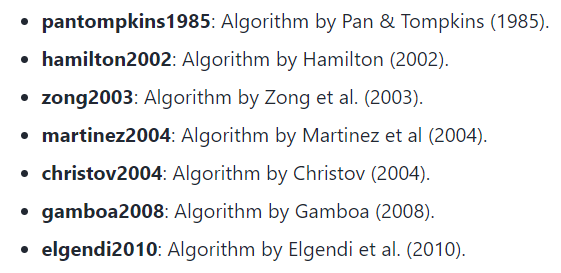 • pantompkins1985: Algorithm by Pan & Tompkins (1985).
• hamilton2002: Algorithm by Hamilton (2002).
• zong2003: Algorithm by Zong et al. (2003).
• martinez2004: Algorithm by Martinez et al (2004).
• christov2004: Algorithm by Christov (2004).
• gamboa2008: Algorithm by Gamboa (2008).
• elgendi2010: Algorithm by Elgendi et al. (2010).